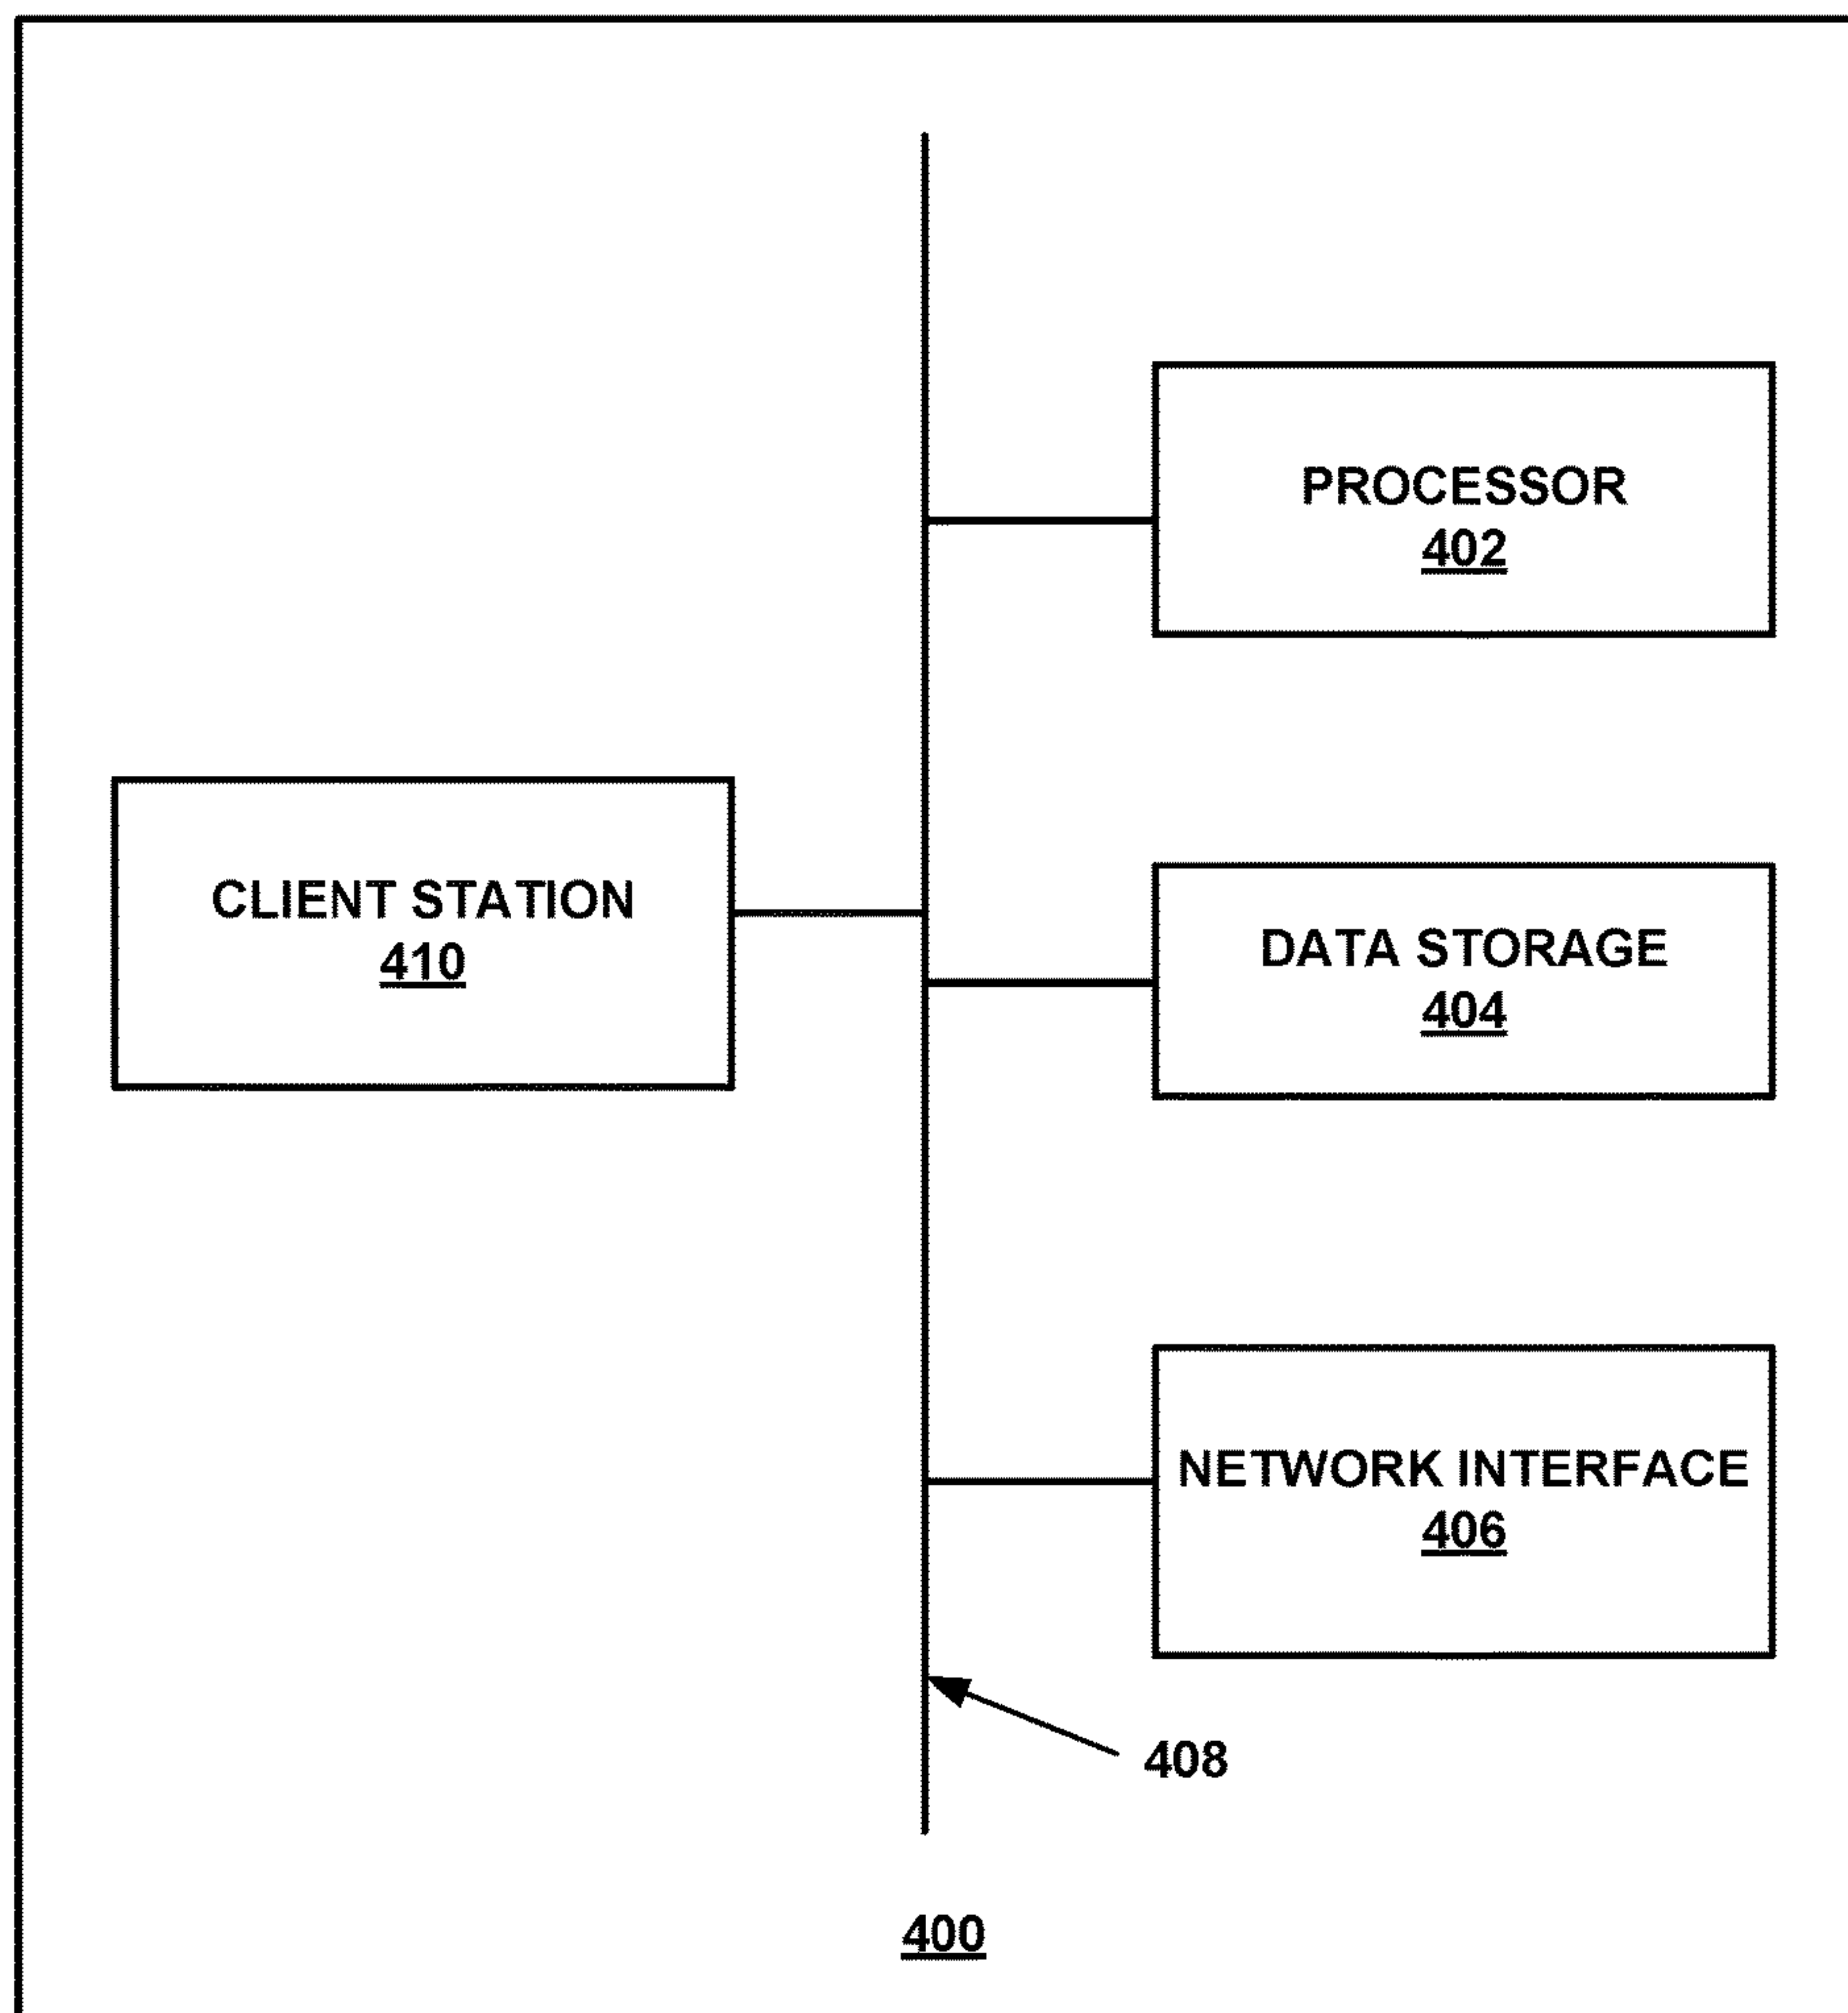 PROCESSOR
402
CLIENT STATION
410
DATA STORAGE
404
NETWORK INTERFACE
406
408
400